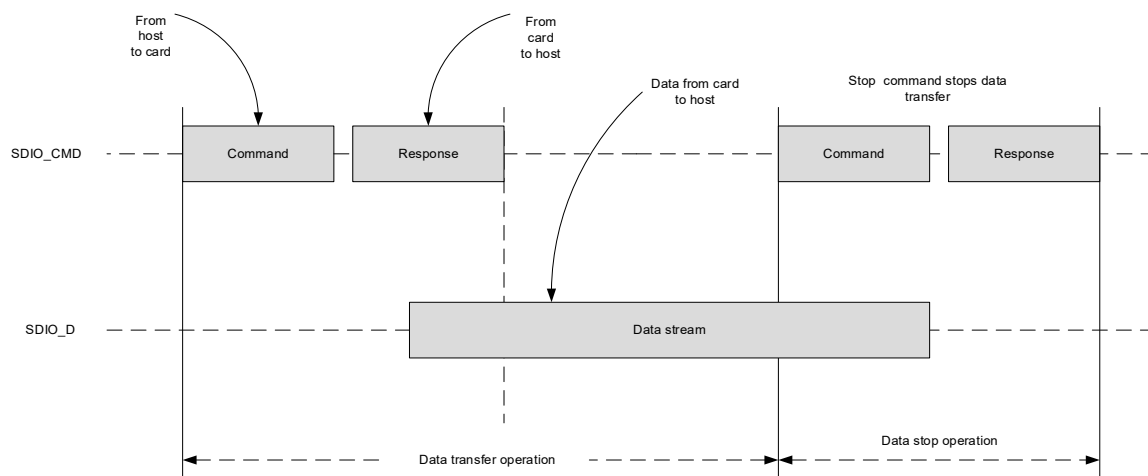 From
host
to card
From
card
to host
Data from card
to host
Stop command stops data
transfer
SDIO_CMD
Command
Response
Command
Response
SDIO_D
Data stream
Data transfer operation
Data stop operation